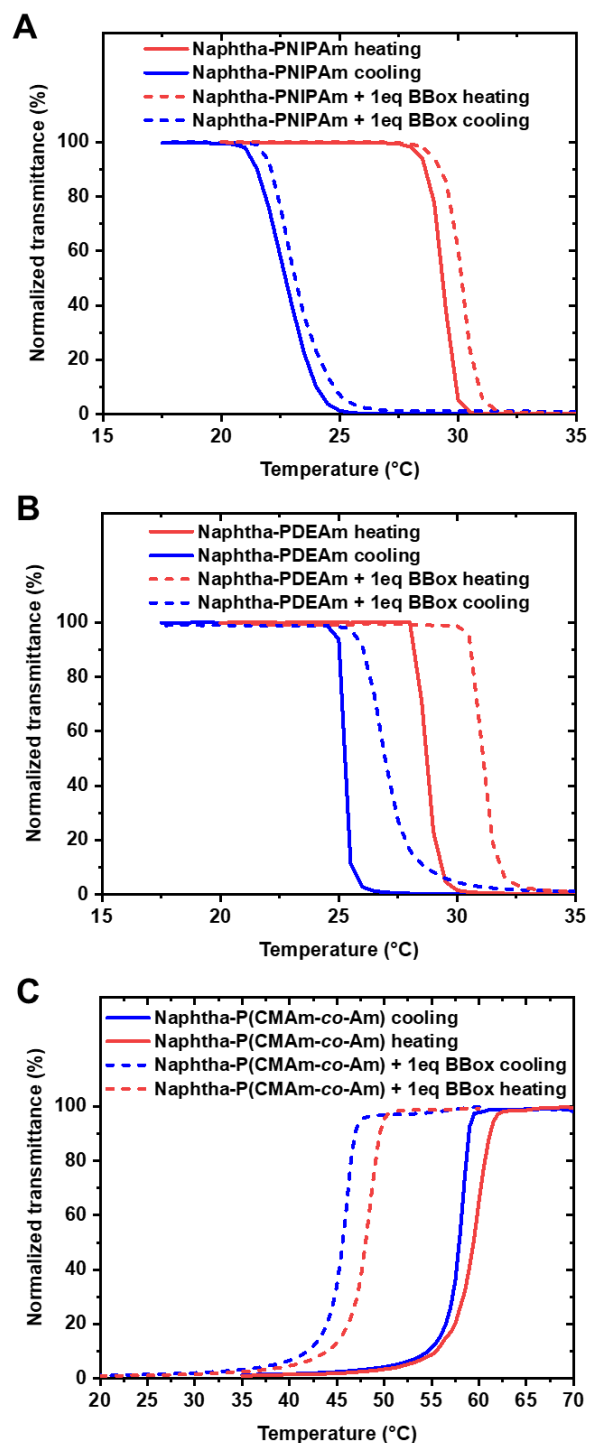 A
Naphtha-PNIPAm heating
Naphtha-PNIPAm cooling
Naphtha-PNIPAm + 1eq BBox heating
Naphtha-PNIPAm + 1eq BBox cooling
Normalized transmittance (%)
100
80
60
40
20
0
15 20 25 30 35
Temperature (°C)
B
Naphtha-PDEAm heating
Naphtha-PDEAm cooling
Naphtha-PDEAm + 1eq BBox heating
Naphtha-PDEAm + 1eq BBox cooling
Normalized transmittance (%)
100
80
60
40
20
0
15 20 25 30 35
Temperature (°C)
C
Naphtha-P(CMAm-co-Am) cooling
Naphtha-P(CMAm-co-Am) heating
Naphtha-P(CMAm-co-Am) + 1eq BBox cooling
Naphtha-P(CMAm-co-Am) + 1eq BBox heating
Normalized transmittance (%)
100
80
60
40
20
0
20 25 30 35 40 45 50 55 60 65 70
Temperature (°C)